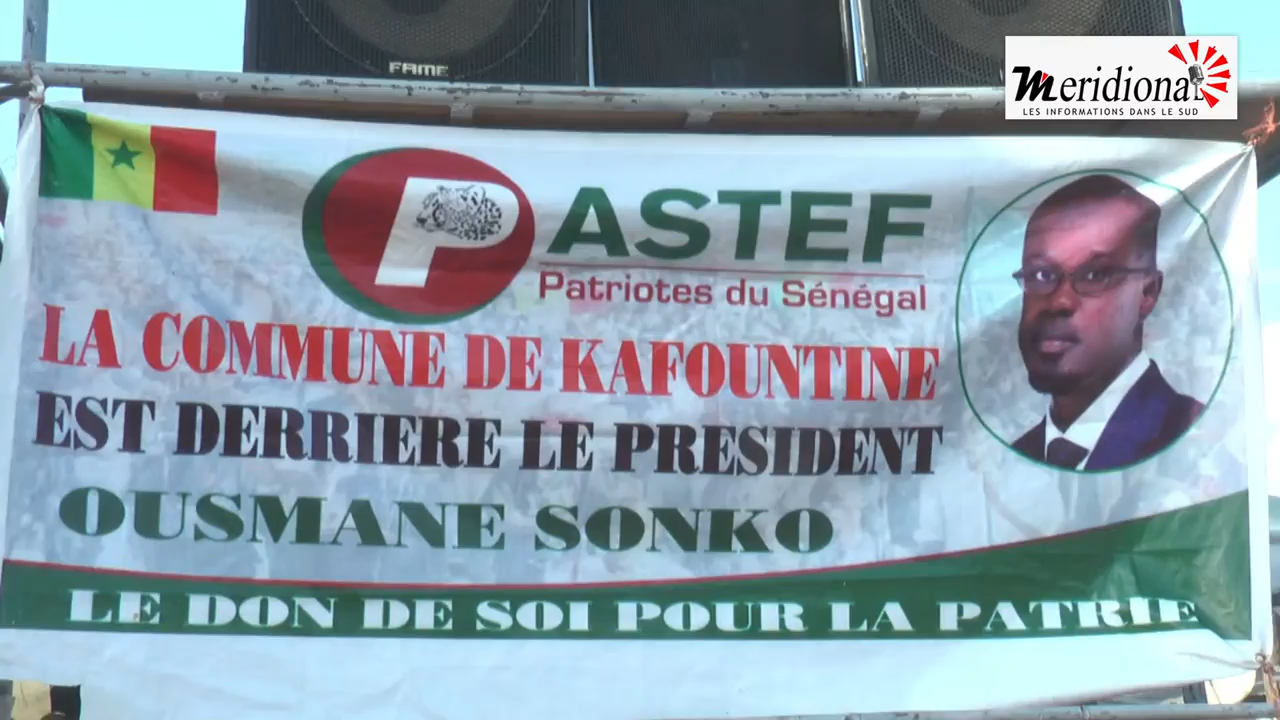 FAME
Meridional
LES INFORMATIONS DANS LE SUD
PASTEF
Patriotes du Sénégal
LA COMMUNE DE KAFOUNTINE
EST DERRIERE LE PRESIDENT
OUSMANE SONKO
LE DON DE SOI POUR LA PATRIE